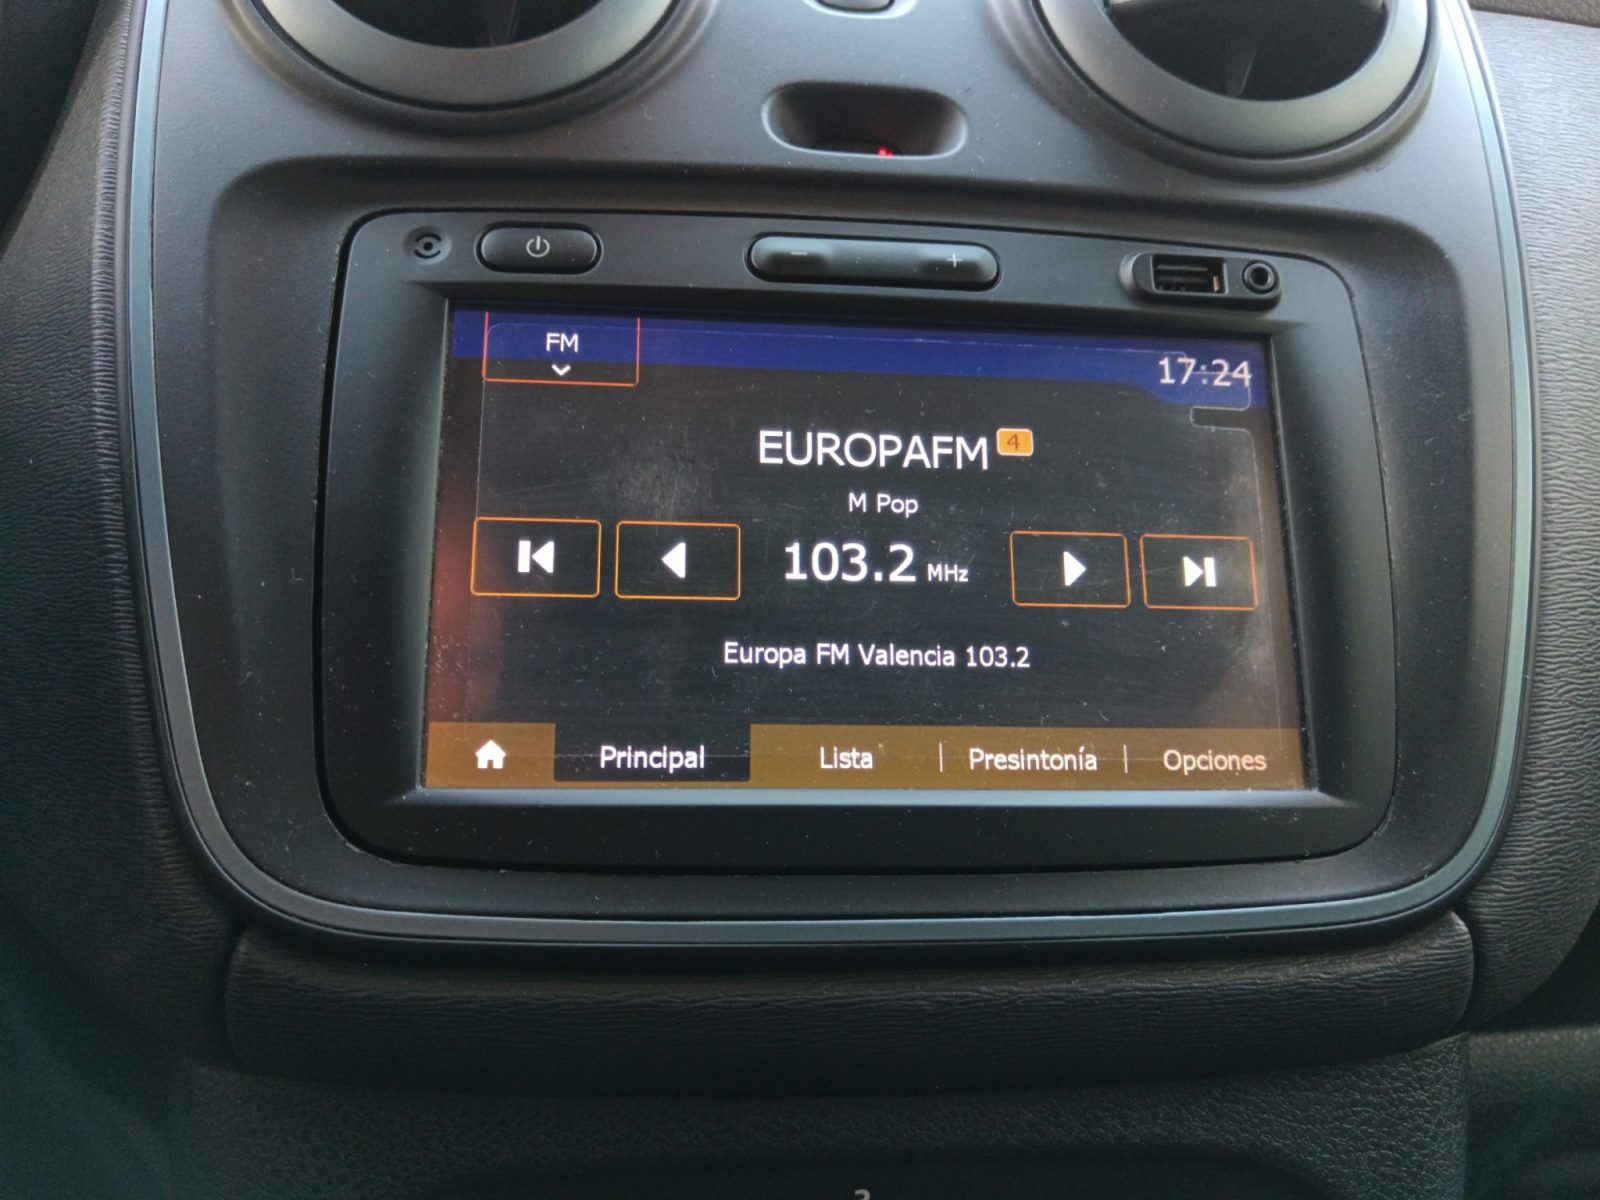 FM
17:24
EUROPAFM 4
M Pop
103.2 MHz
Europa FM Valencia 103.2
Principal Lista Presintonía Opciones